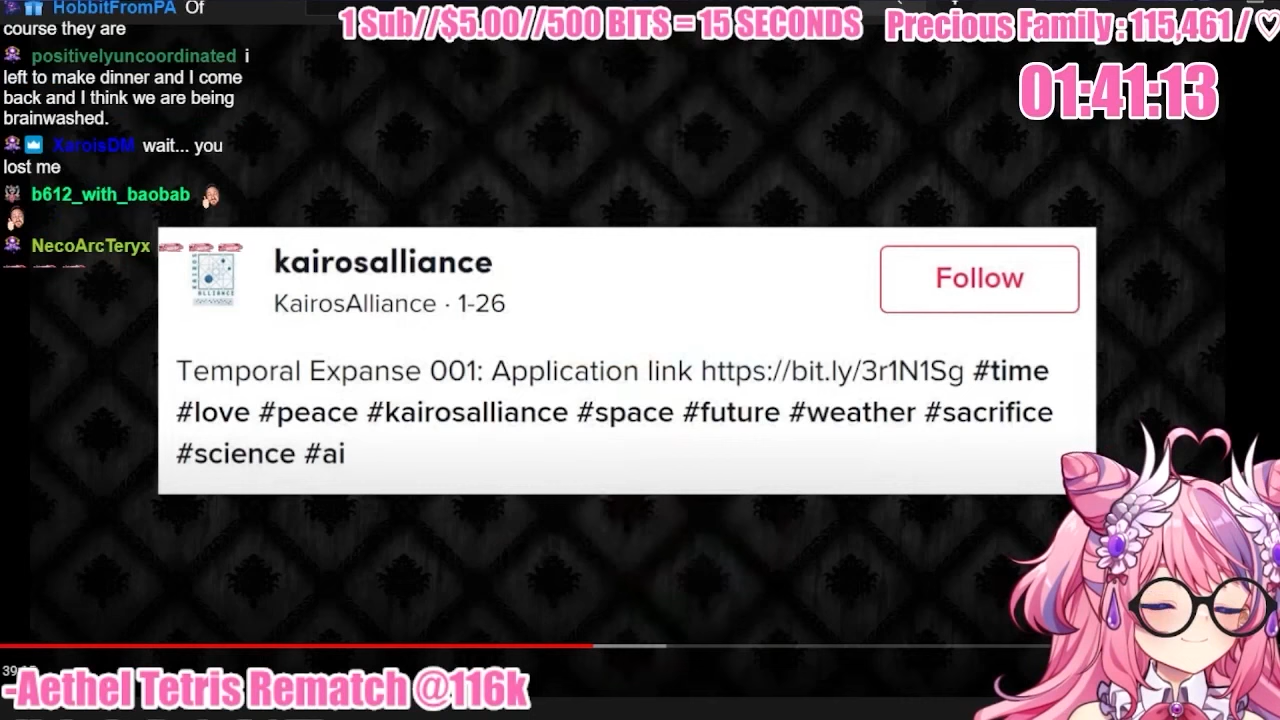 HobbitFromPA Of
course they are
positivelyuncoordinated i
left to make dinner and I come
back and I think we are being
brainwashed.
XaroisDM wait... you
lost me
b612_with_baobab
NecoArcTeryx
1 Sub//$5.00//500 BITS = 15 SECONDS
Precious Family : 115,461 / ♡
01:41:13
kairosalliance
KairosAlliance · 1-26
Follow
KAIROS
ALLIANCE
Temporal Expanse 001: Application link https://bit.ly/3r1N1Sg #time
#love #peace #kairosalliance #space #future #weather #sacrifice
#science #ai
-Aethel Tetris Rematch @116k